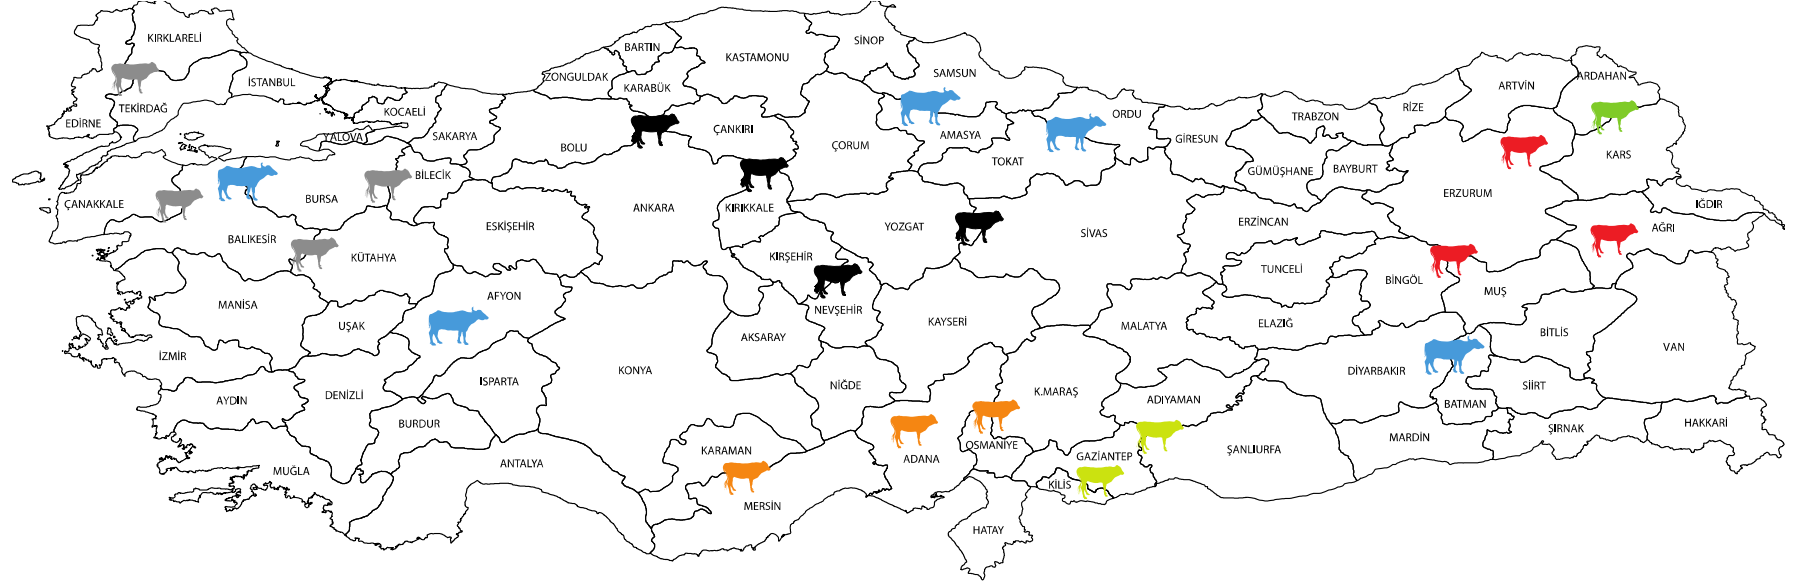 KIRKLARELİ
EDİRNE
TEKİRDAĞ
İSTANBUL
KOCAELİ
YALOVA
SAKARYA
ZONGULDAK
BARTIN
KARABÜK
KASTAMONU
SİNOP
SAMSUN
BOLU
ÇANKIRI
ÇORUM
AMASYA
TOKAT
ORDU
GİRESUN
TRABZON
GÜMÜŞHANE
BAYBURT
RİZE
ARTVİN
ARDAHAN
KARS
ERZURUM
IĞDIR
AĞRI
ÇANAKKALE
BALIKESİR
BURSA
BİLECİK
KÜTAHYA
ESKİŞEHİR
ANKARA
KIRIKKALE
KIRŞEHİR
YOZGAT
SİVAS
ERZİNCAN
TUNCELİ
BİNGÖL
MUŞ
MANİSA
UŞAK
AFYON
İZMİR
AYDIN
DENİZLİ
ISPARTA
BURDUR
MUĞLA
ANTALYA
KONYA
AKSARAY
NEVŞEHİR
NİĞDE
KAYSERİ
MALATYA
ELAZIĞ
BİTLİS
VAN
DİYARBAKIR
BATMAN
SİİRT
ŞIRNAK
HAKKARİ
MARDİN
ŞANLIURFA
ADIYAMAN
K.MARAŞ
GAZİANTEP
KİLİS
OSMANİYE
ADANA
KARAMAN
MERSİN
HATAY